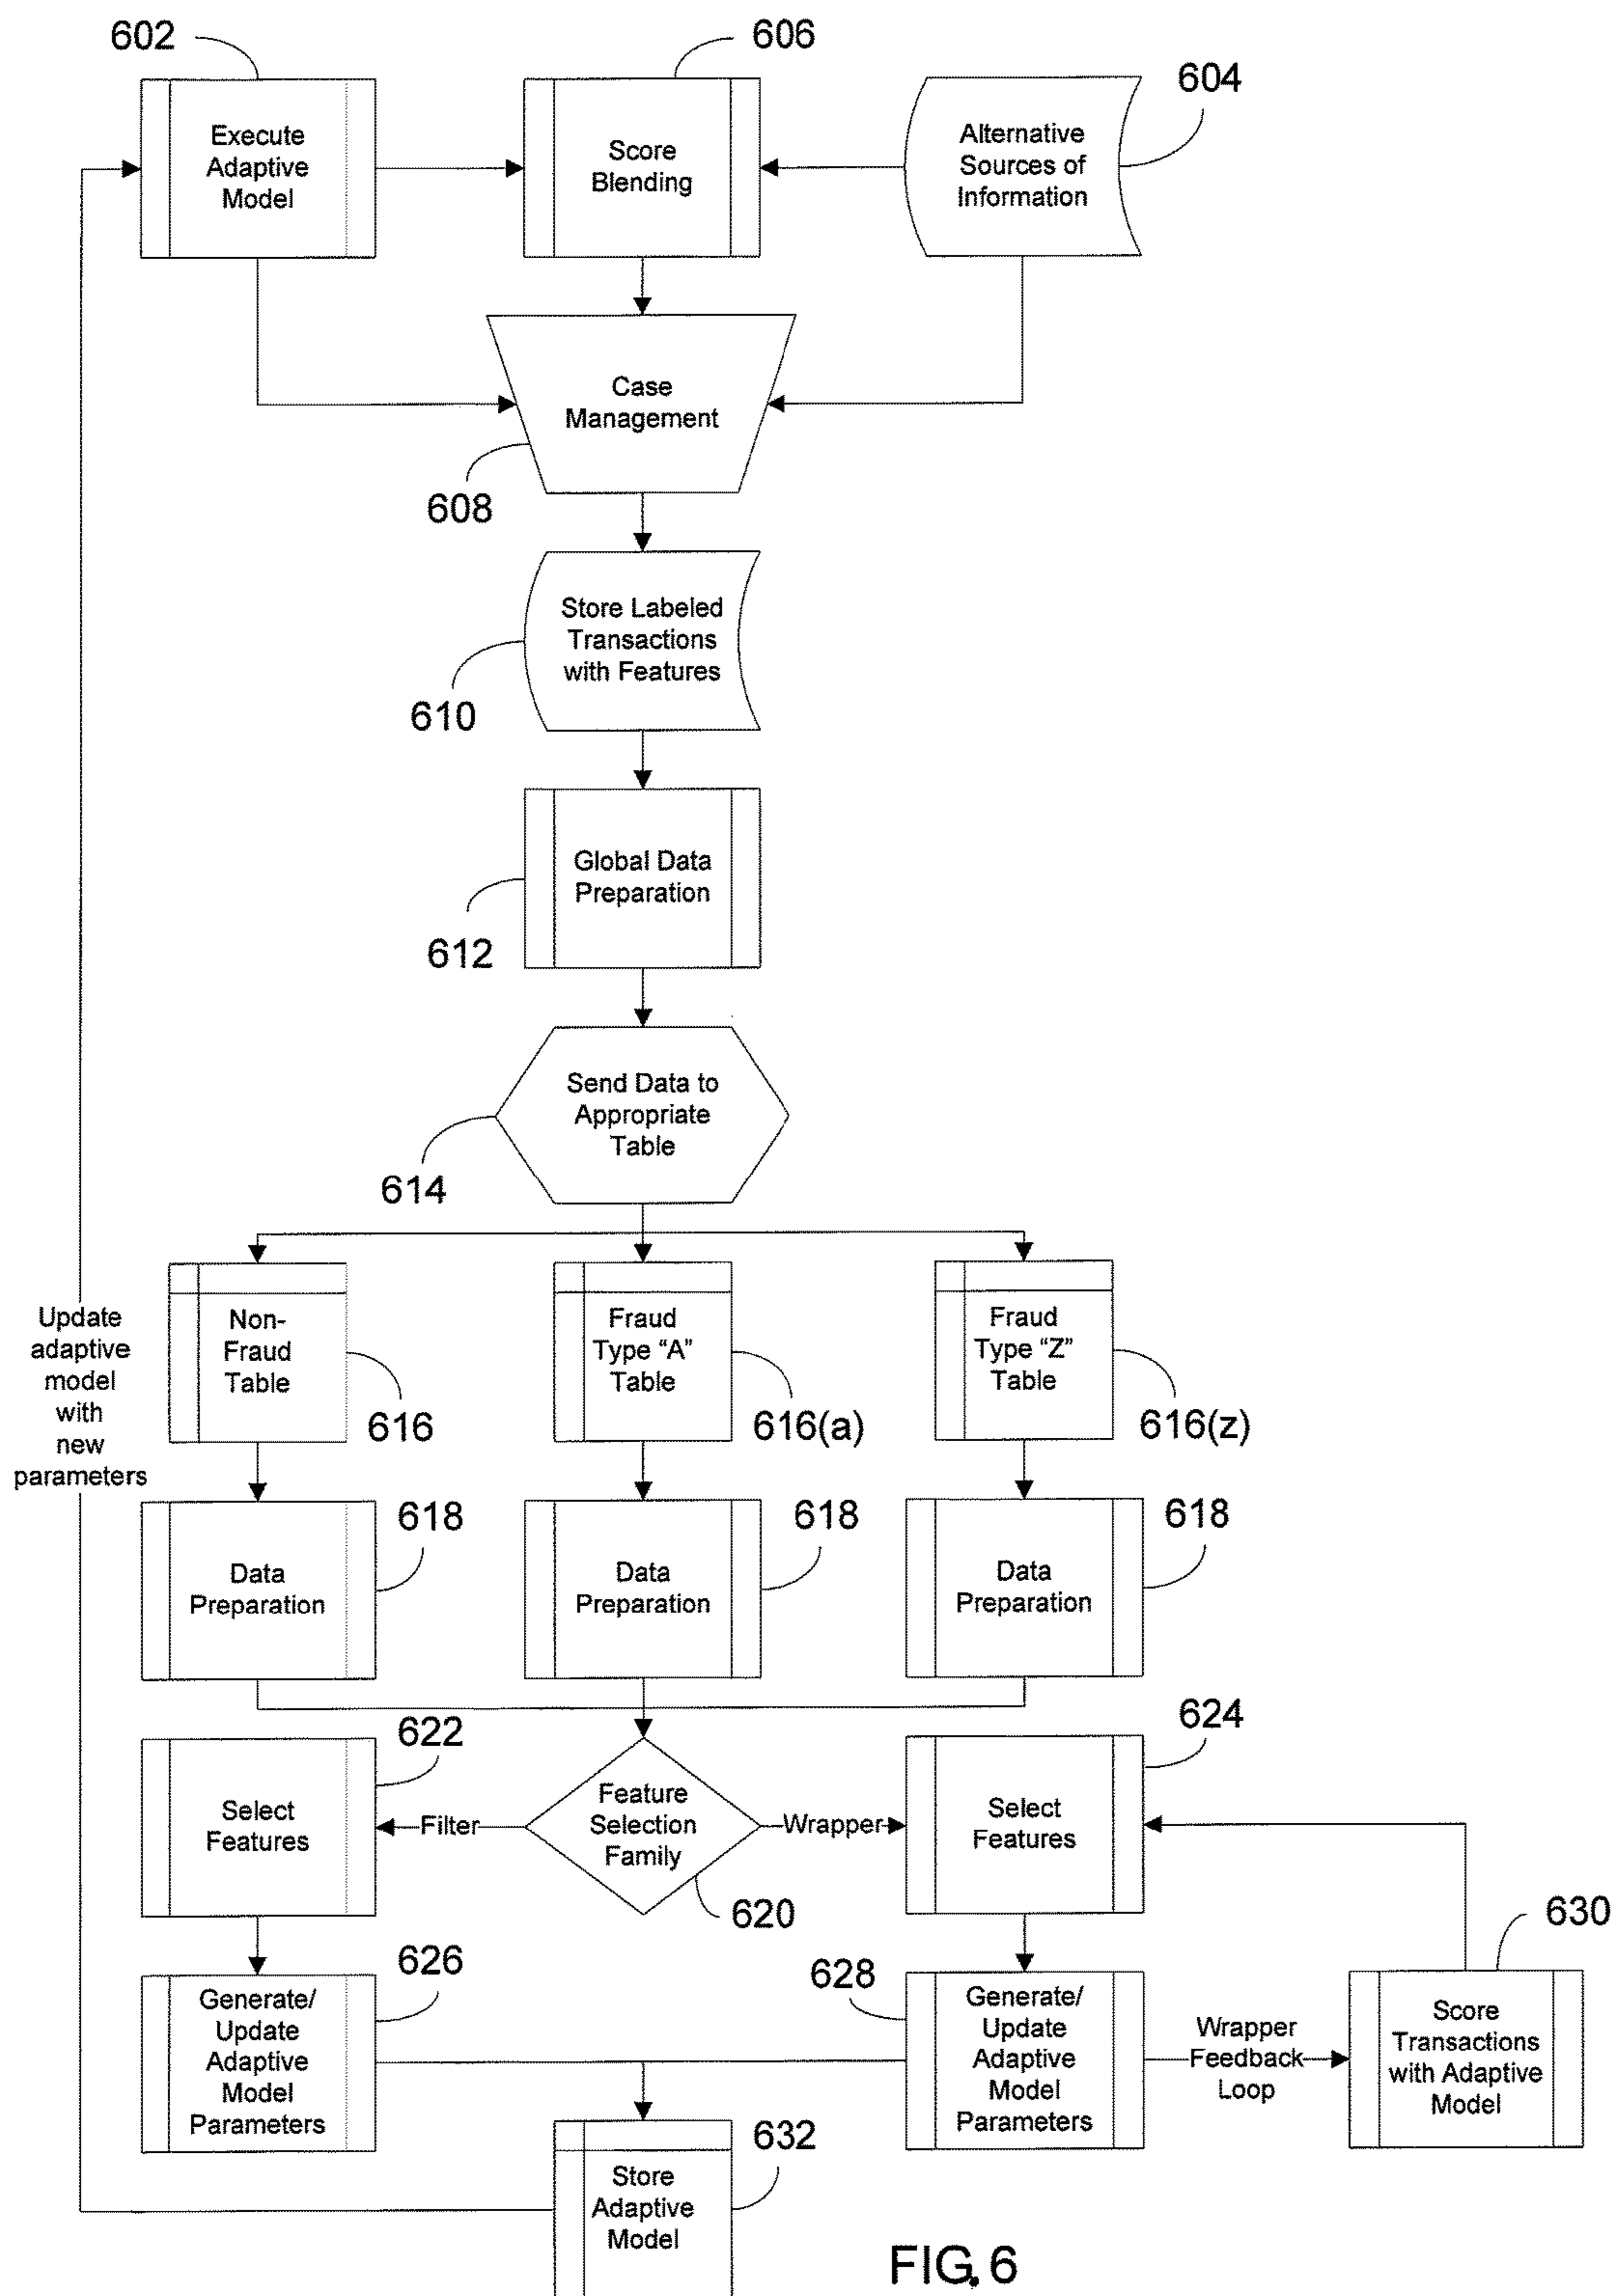 602
606
604
Execute
Adaptive
Model
Score
Blending
Alternative
Sources of
Information
Case
Management
608
Store Labeled
Transactions
with Features
610
Global Data
Preparation
612
Send Data to
Appropriate
Table
614
Update
adaptive
model
with
new
parameters
Non-
Fraud
Table
616
Fraud
Type “A”
Table
616(a)
Fraud
Type “Z”
Table
616(z)
Data
Preparation
618
Data
Preparation
618
Data
Preparation
618
622
Select
Features
Filter
Feature
Selection
Family
620
Wrapper
624
Select
Features
626
Generate/
Update
Adaptive
Model
Parameters
628
Generate/
Update
Adaptive
Model
Parameters
Wrapper
Feedback
Loop
630
Score
Transactions
with Adaptive
Model
632
Store
Adaptive
Model
FIG. 6